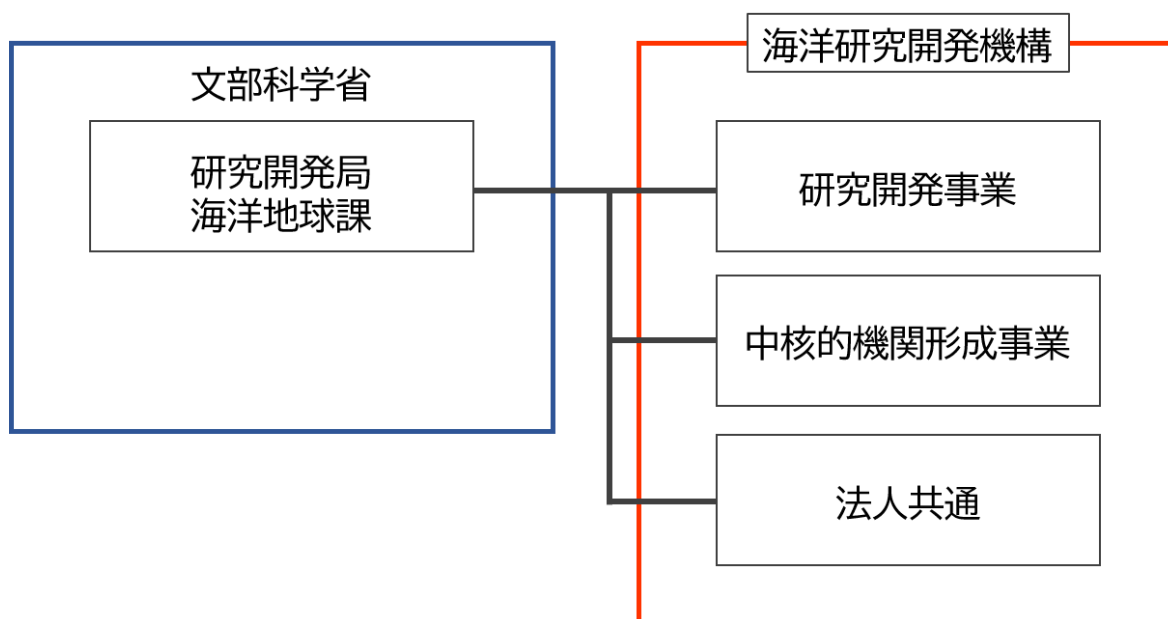 海洋研究開発機構
文部科学省
研究開発局
海洋地球課
研究開発事業
中核的機関形成事業
法人共通